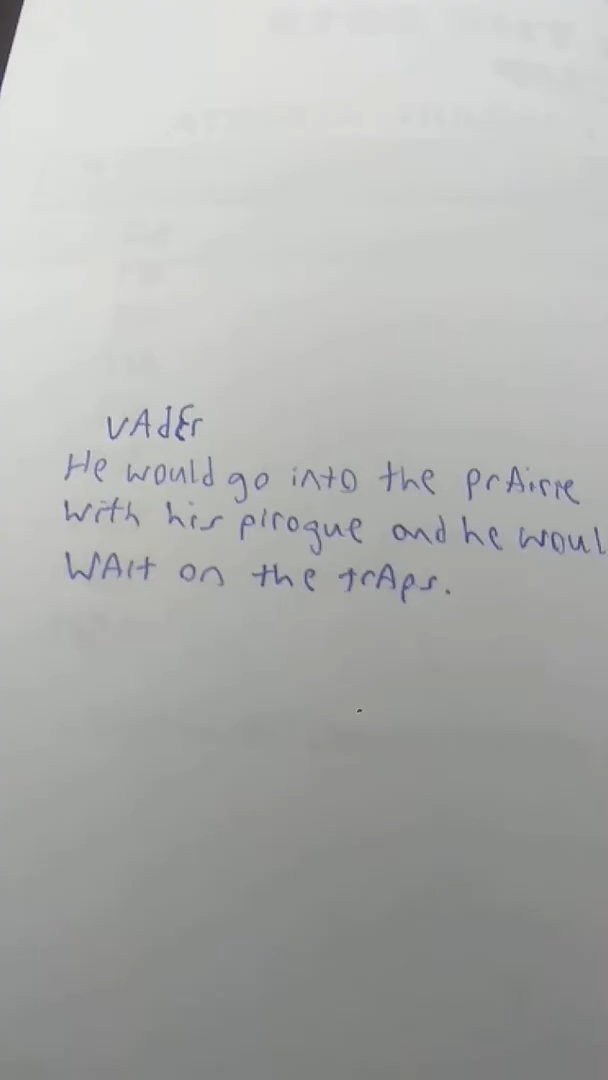 VAdEr
He would go into the prAirie
with his pirogue and he woul
WAit on the trAps.